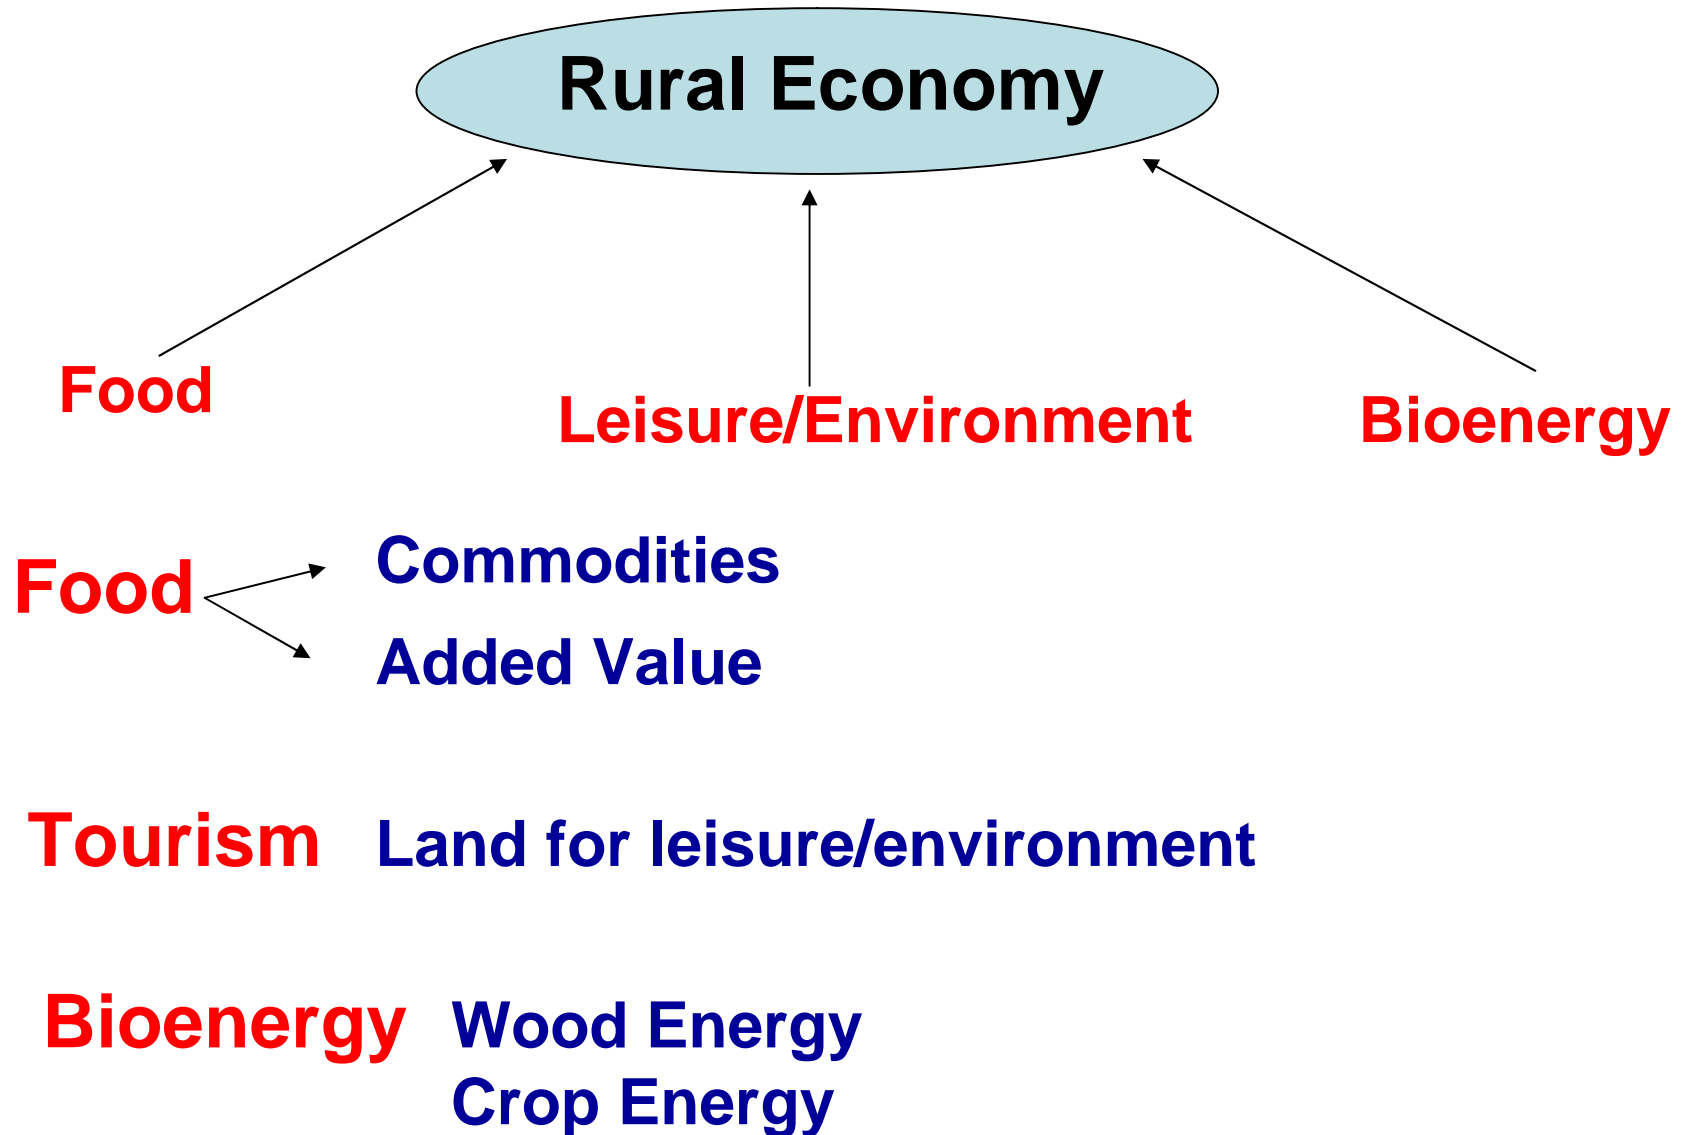 Rural Economy
Food
Leisure/Environment
Bioenergy
Food
Commodities
Added Value
Tourism
Land for leisure/environment
Bioenergy
Wood Energy
Crop Energy